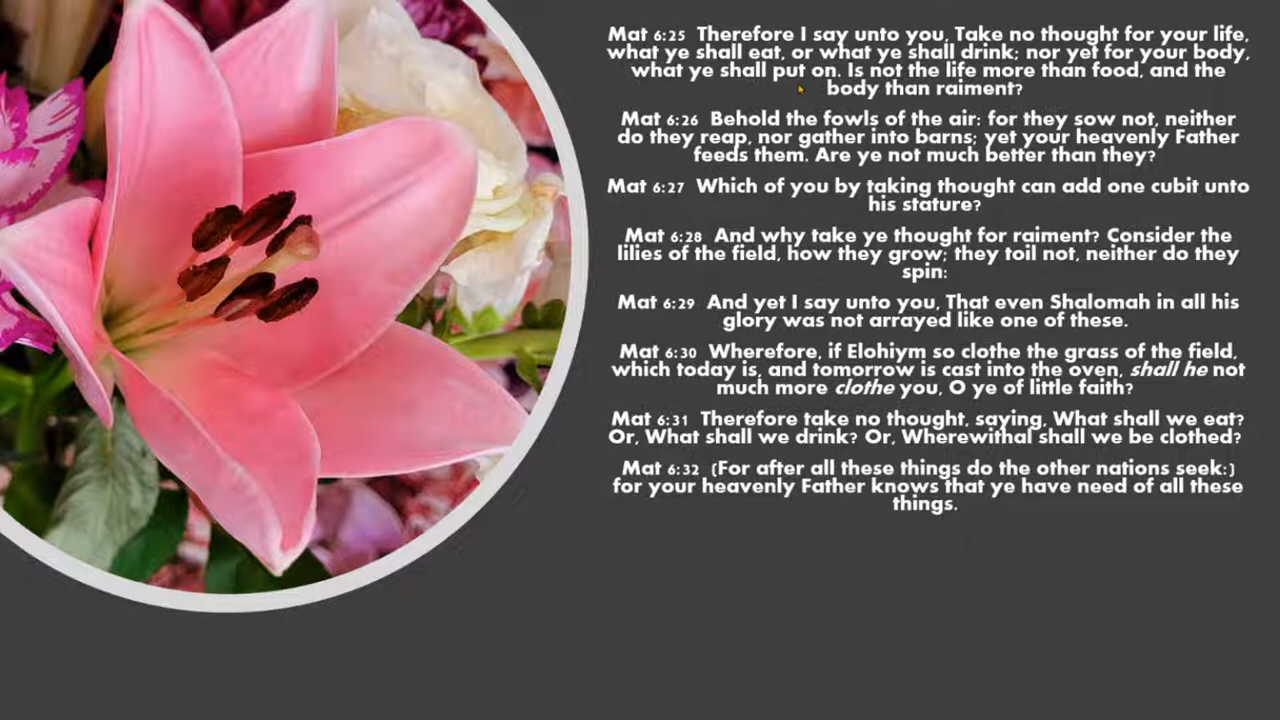 Mat 6:25 Therefore I say unto you, Take no thought for your life,
what ye shall eat, or what ye shall drink; nor yet for your body,
what ye shall put on. Is not the life more than food, and the
body than raiment?
Mat 6:26 Behold the fowls of the air: for they sow not, neither
do they reap, nor gather into barns; yet your heavenly Father
feeds them. Are ye not much better than they?
Mat 6:27 Which of you by taking thought can add one cubit unto
his stature?
Mat 6:28 And why take ye thought for raiment? Consider the
lilies of the field, how they grow; they toil not, neither do they
spin:
Mat 6:29 And yet I say unto you, That even Shalomah in all his
glory was not arrayed like one of these.
Mat 6:30 Wherefore, if Elohiym so clothe the grass of the field,
which today is, and tomorrow is cast into the oven, shall he not
much more clothe you, O ye of little faith?
Mat 6:31 Therefore take no thought, saying, What shall we eat?
Or, What shall we drink? Or, Wherewithal shall we be clothed?
Mat 6:32 (For after all these things do the other nations seek:)
for your heavenly Father knows that ye have need of all these
things.